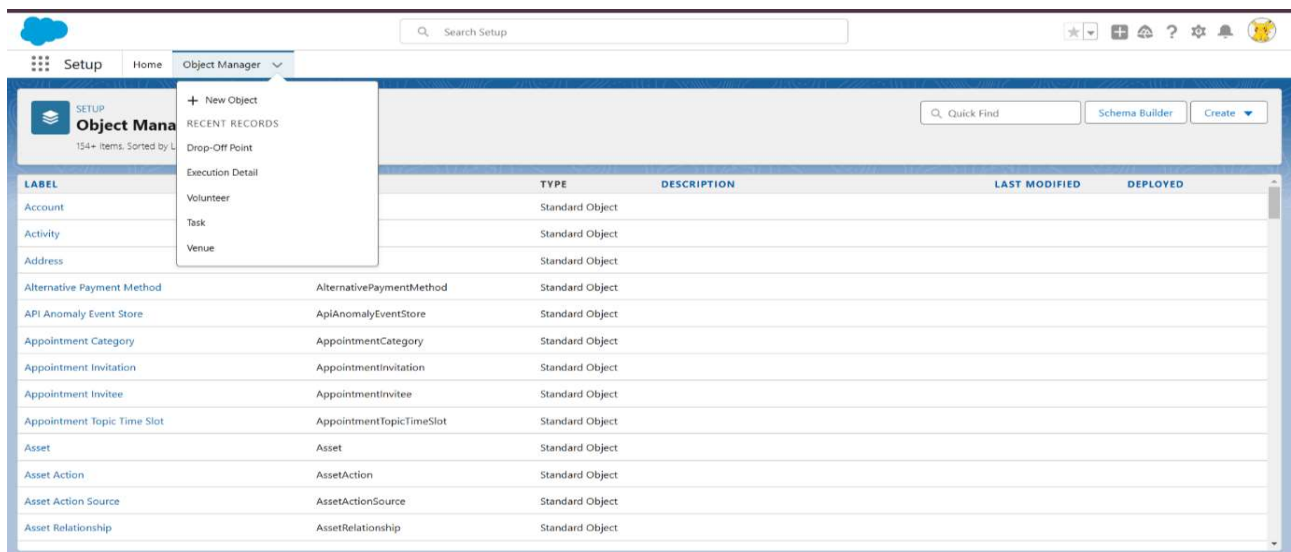 Search Setup
Setup Home Object Manager
+ New Object
SETUP
Object Mana
RECENT RECORDS
154+ Items. Sorted by L
Drop-Off Point
Execution Detail
Volunteer
Task
Venue
Quick Find
Schema Builder
Create
LABEL TYPE DESCRIPTION LAST MODIFIED DEPLOYED
Account Standard Object
Activity Standard Object
Address Standard Object
Alternative Payment Method AlternativePaymentMethod Standard Object
API Anomaly Event Store ApiAnomalyEventStore Standard Object
Appointment Category AppointmentCategory Standard Object
Appointment Invitation AppointmentInvitation Standard Object
Appointment Invitee AppointmentInvitee Standard Object
Appointment Topic Time Slot AppointmentTopicTimeSlot Standard Object
Asset Asset Standard Object
Asset Action AssetAction Standard Object
Asset Action Source AssetActionSource Standard Object
Asset Relationship AssetRelationship Standard Object